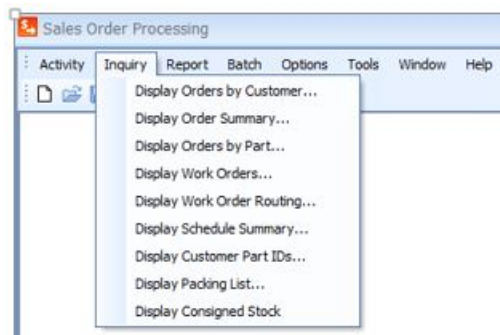 Sales Order Processing
Activity Inquiry Report Batch Options Tools Window Help
Display Orders by Customer...
Display Order Summary...
Display Orders by Part...
Display Work Orders...
Display Work Order Routing...
Display Schedule Summary...
Display Customer Part IDs...
Display Packing List...
Display Consigned Stock